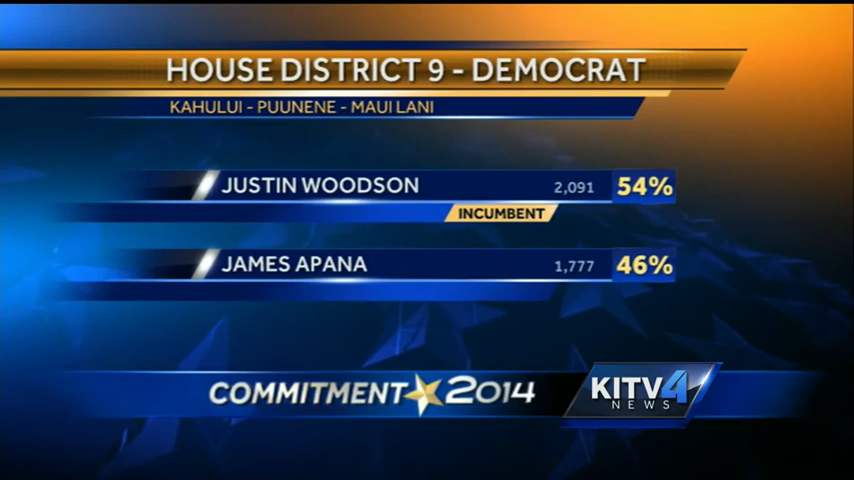 HOUSE DISTRICT 9 - DEMOCRAT
KAHULUI - PUUNENE - MAUI LANI
JUSTIN WOODSON 2,091 54%
INCUMBENT
JAMES APANA 1,777 46%
COMMITMENT 2014
KITV4
NEWS